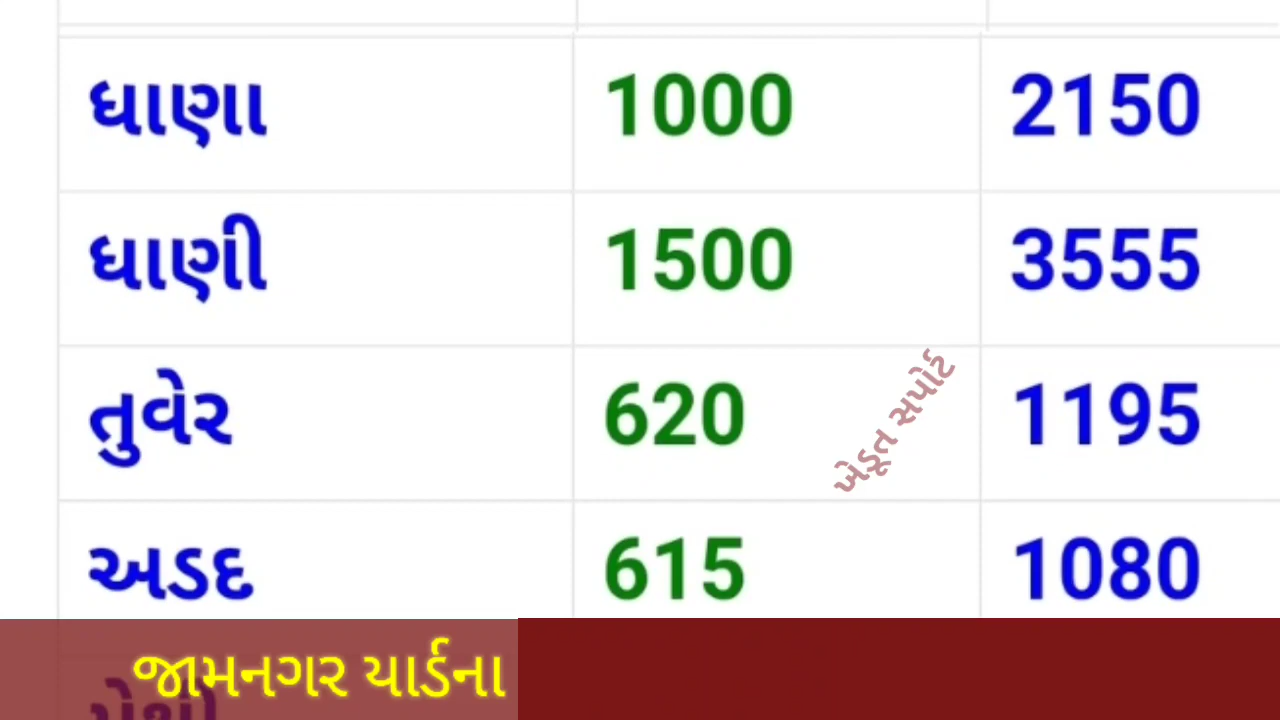 ધાણા 1000 2150
ધાણી 1500 3555
તુવેર 620 1195
ખેડૂત સપોર્ટ
અડદ 615 1080
જામનગર યાર્ડના